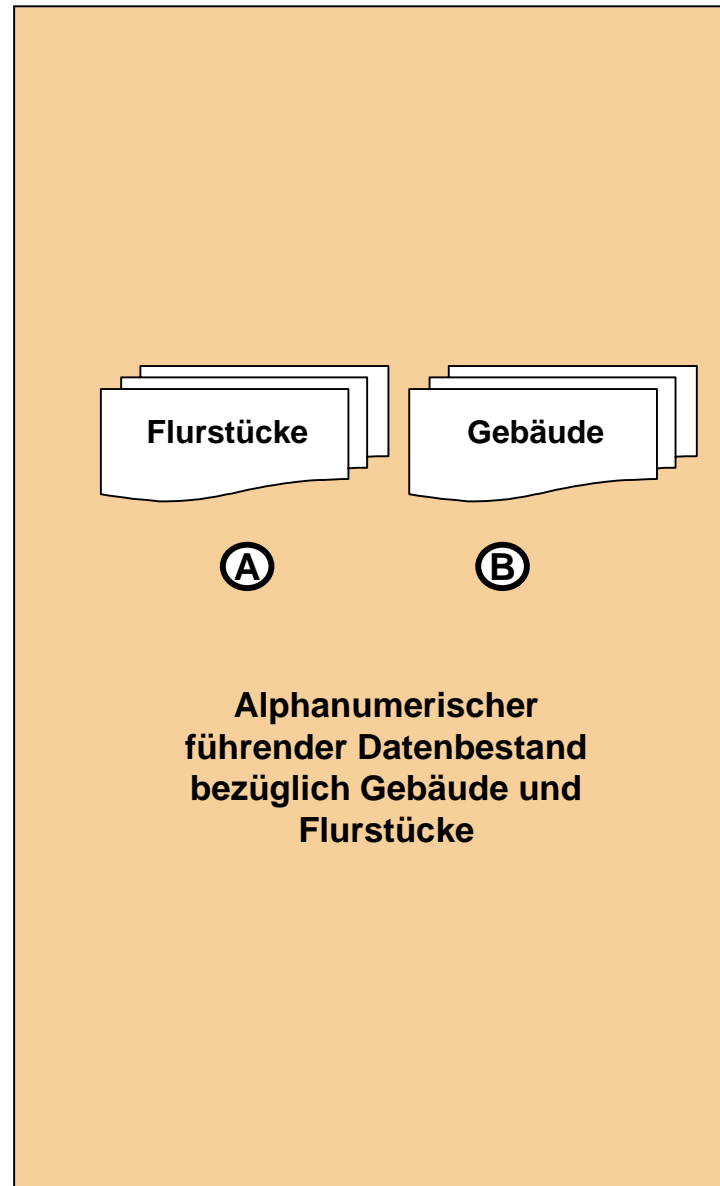 Flurstücke
Gebäude
A
B
Alphanumerischer
führender Datenbestand
bezüglich Gebäude und
Flurstücke